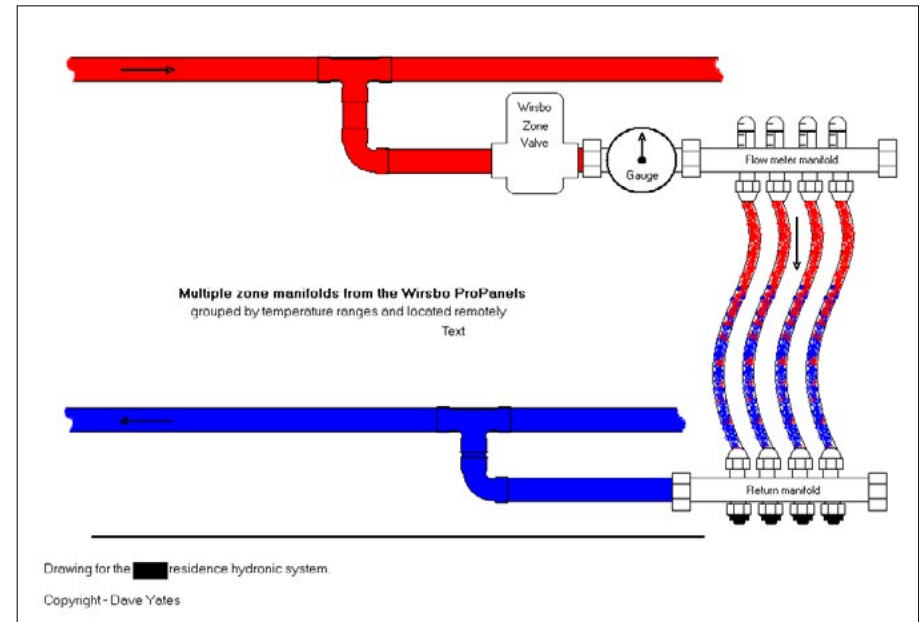 Wirsbo
Zone
Valve
Gauge
Flow meter manifold
Multiple zone manifolds from the Wirsbo ProPanels
grouped by temperature ranges and located remotely
Text
Return manifold
Drawing for the residence hydronic system.
Copyright - Dave Yates